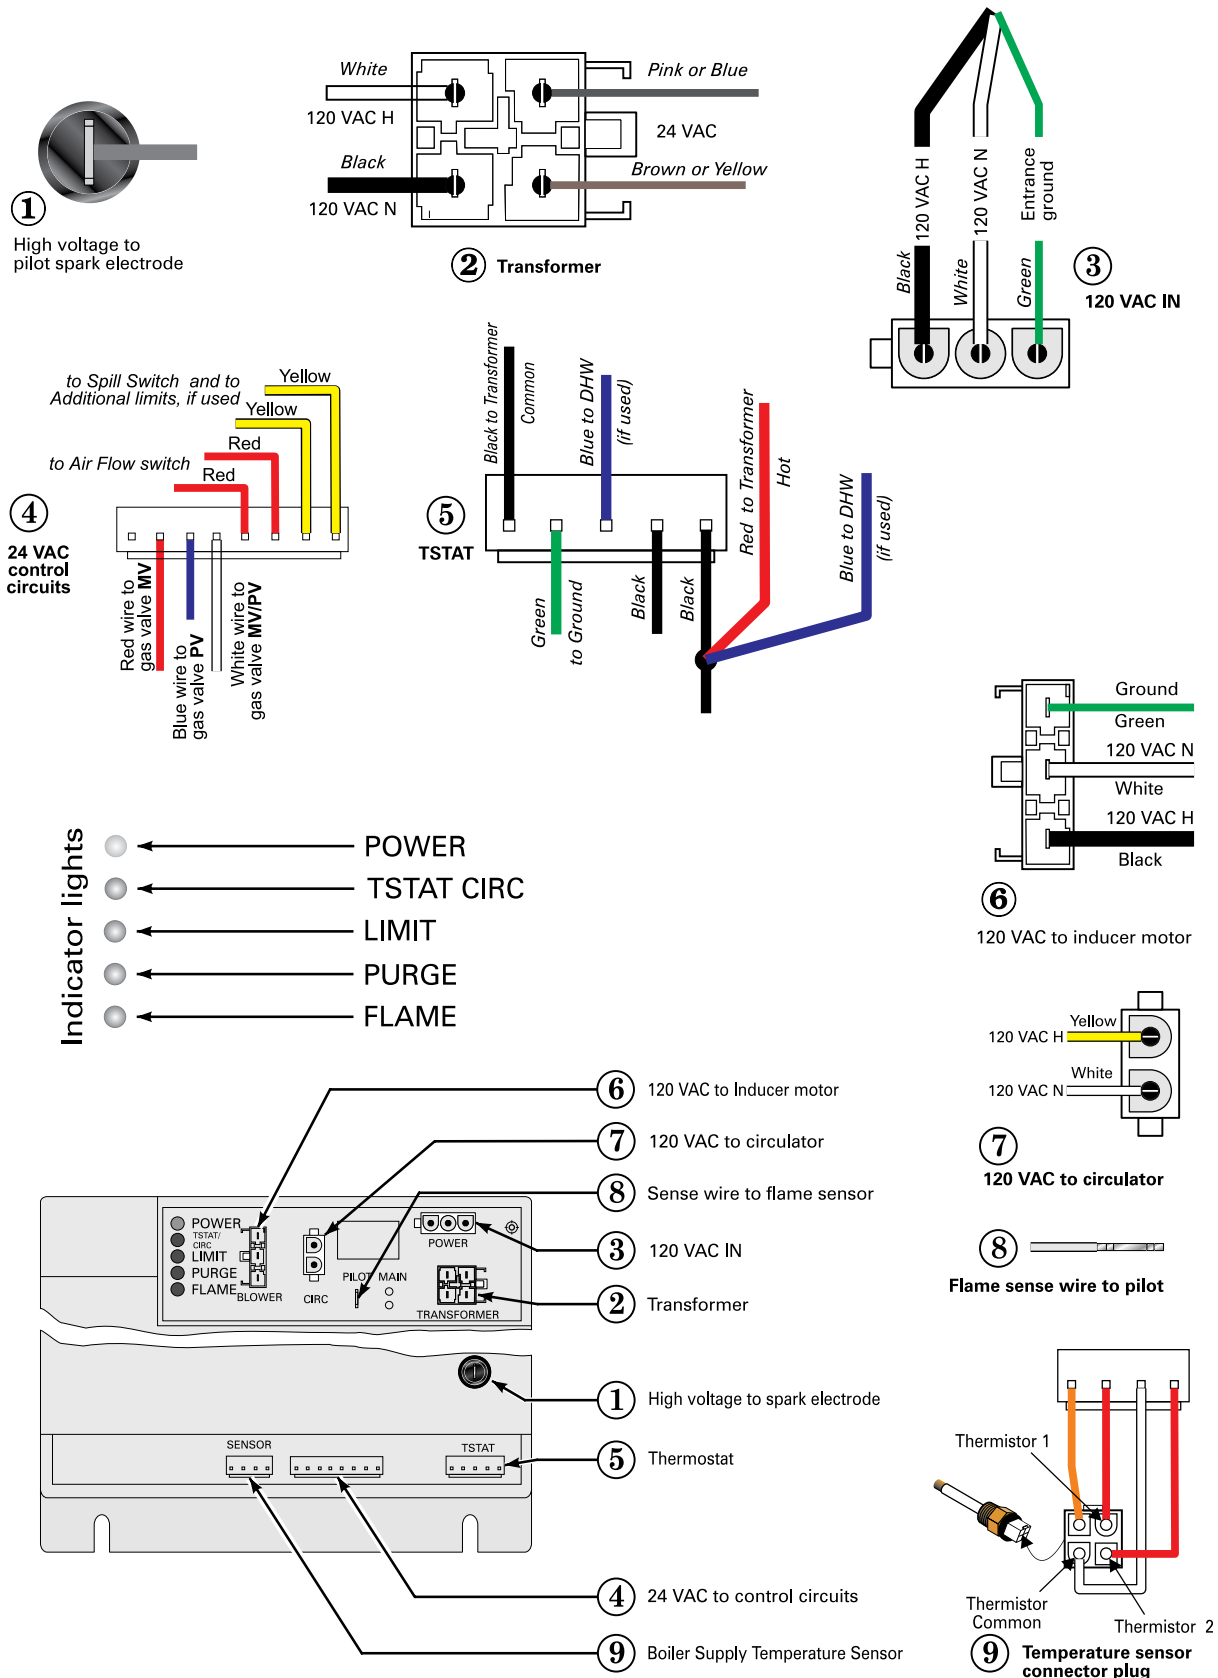 White
120 VAC H
Black
120 VAC N
Pink or Blue
24 VAC
Brown or Yellow
2 Transformer
1
High voltage to
pilot spark electrode
120 VAC H
120 VAC N
Entrance
ground
Black
White
Green
3
120 VAC IN
to Spill Switch and to
Additional limits, if used
Yellow
Yellow
Red
to Air Flow switch
Red
4
24 VAC
control
circuits
Red wire to
gas valve MV
Blue wire to
gas valve PV
White wire to
gas valve MV/PV
Black to Transformer
Common
Blue to DHW
(if used)
Red to Transformer
Hot
Blue to DHW
(if used)
5
TSTAT
Green
to Ground
Black
Black
Ground
Green
120 VAC N
White
120 VAC H
Black
6
120 VAC to inducer motor
Indicator lights
POWER
TSTAT CIRC
LIMIT
PURGE
FLAME
Yellow
120 VAC H
White
120 VAC N
7
120 VAC to circulator
8
Flame sense wire to pilot
6 120 VAC to Inducer motor
7 120 VAC to circulator
8 Sense wire to flame sensor
3 120 VAC IN
2 Transformer
1 High voltage to spark electrode
5 Thermostat
4 24 VAC to control circuits
9 Boiler Supply Temperature Sensor
POWER
TSTAT/
CIRC
LIMIT
PURGE
FLAME
BLOWER
CIRC
PILOT
MAIN
POWER
TRANSFORMER
SENSOR
TSTAT
Thermistor 1
Thermistor
Common
Thermistor 2
9 Temperature sensor
connector plug